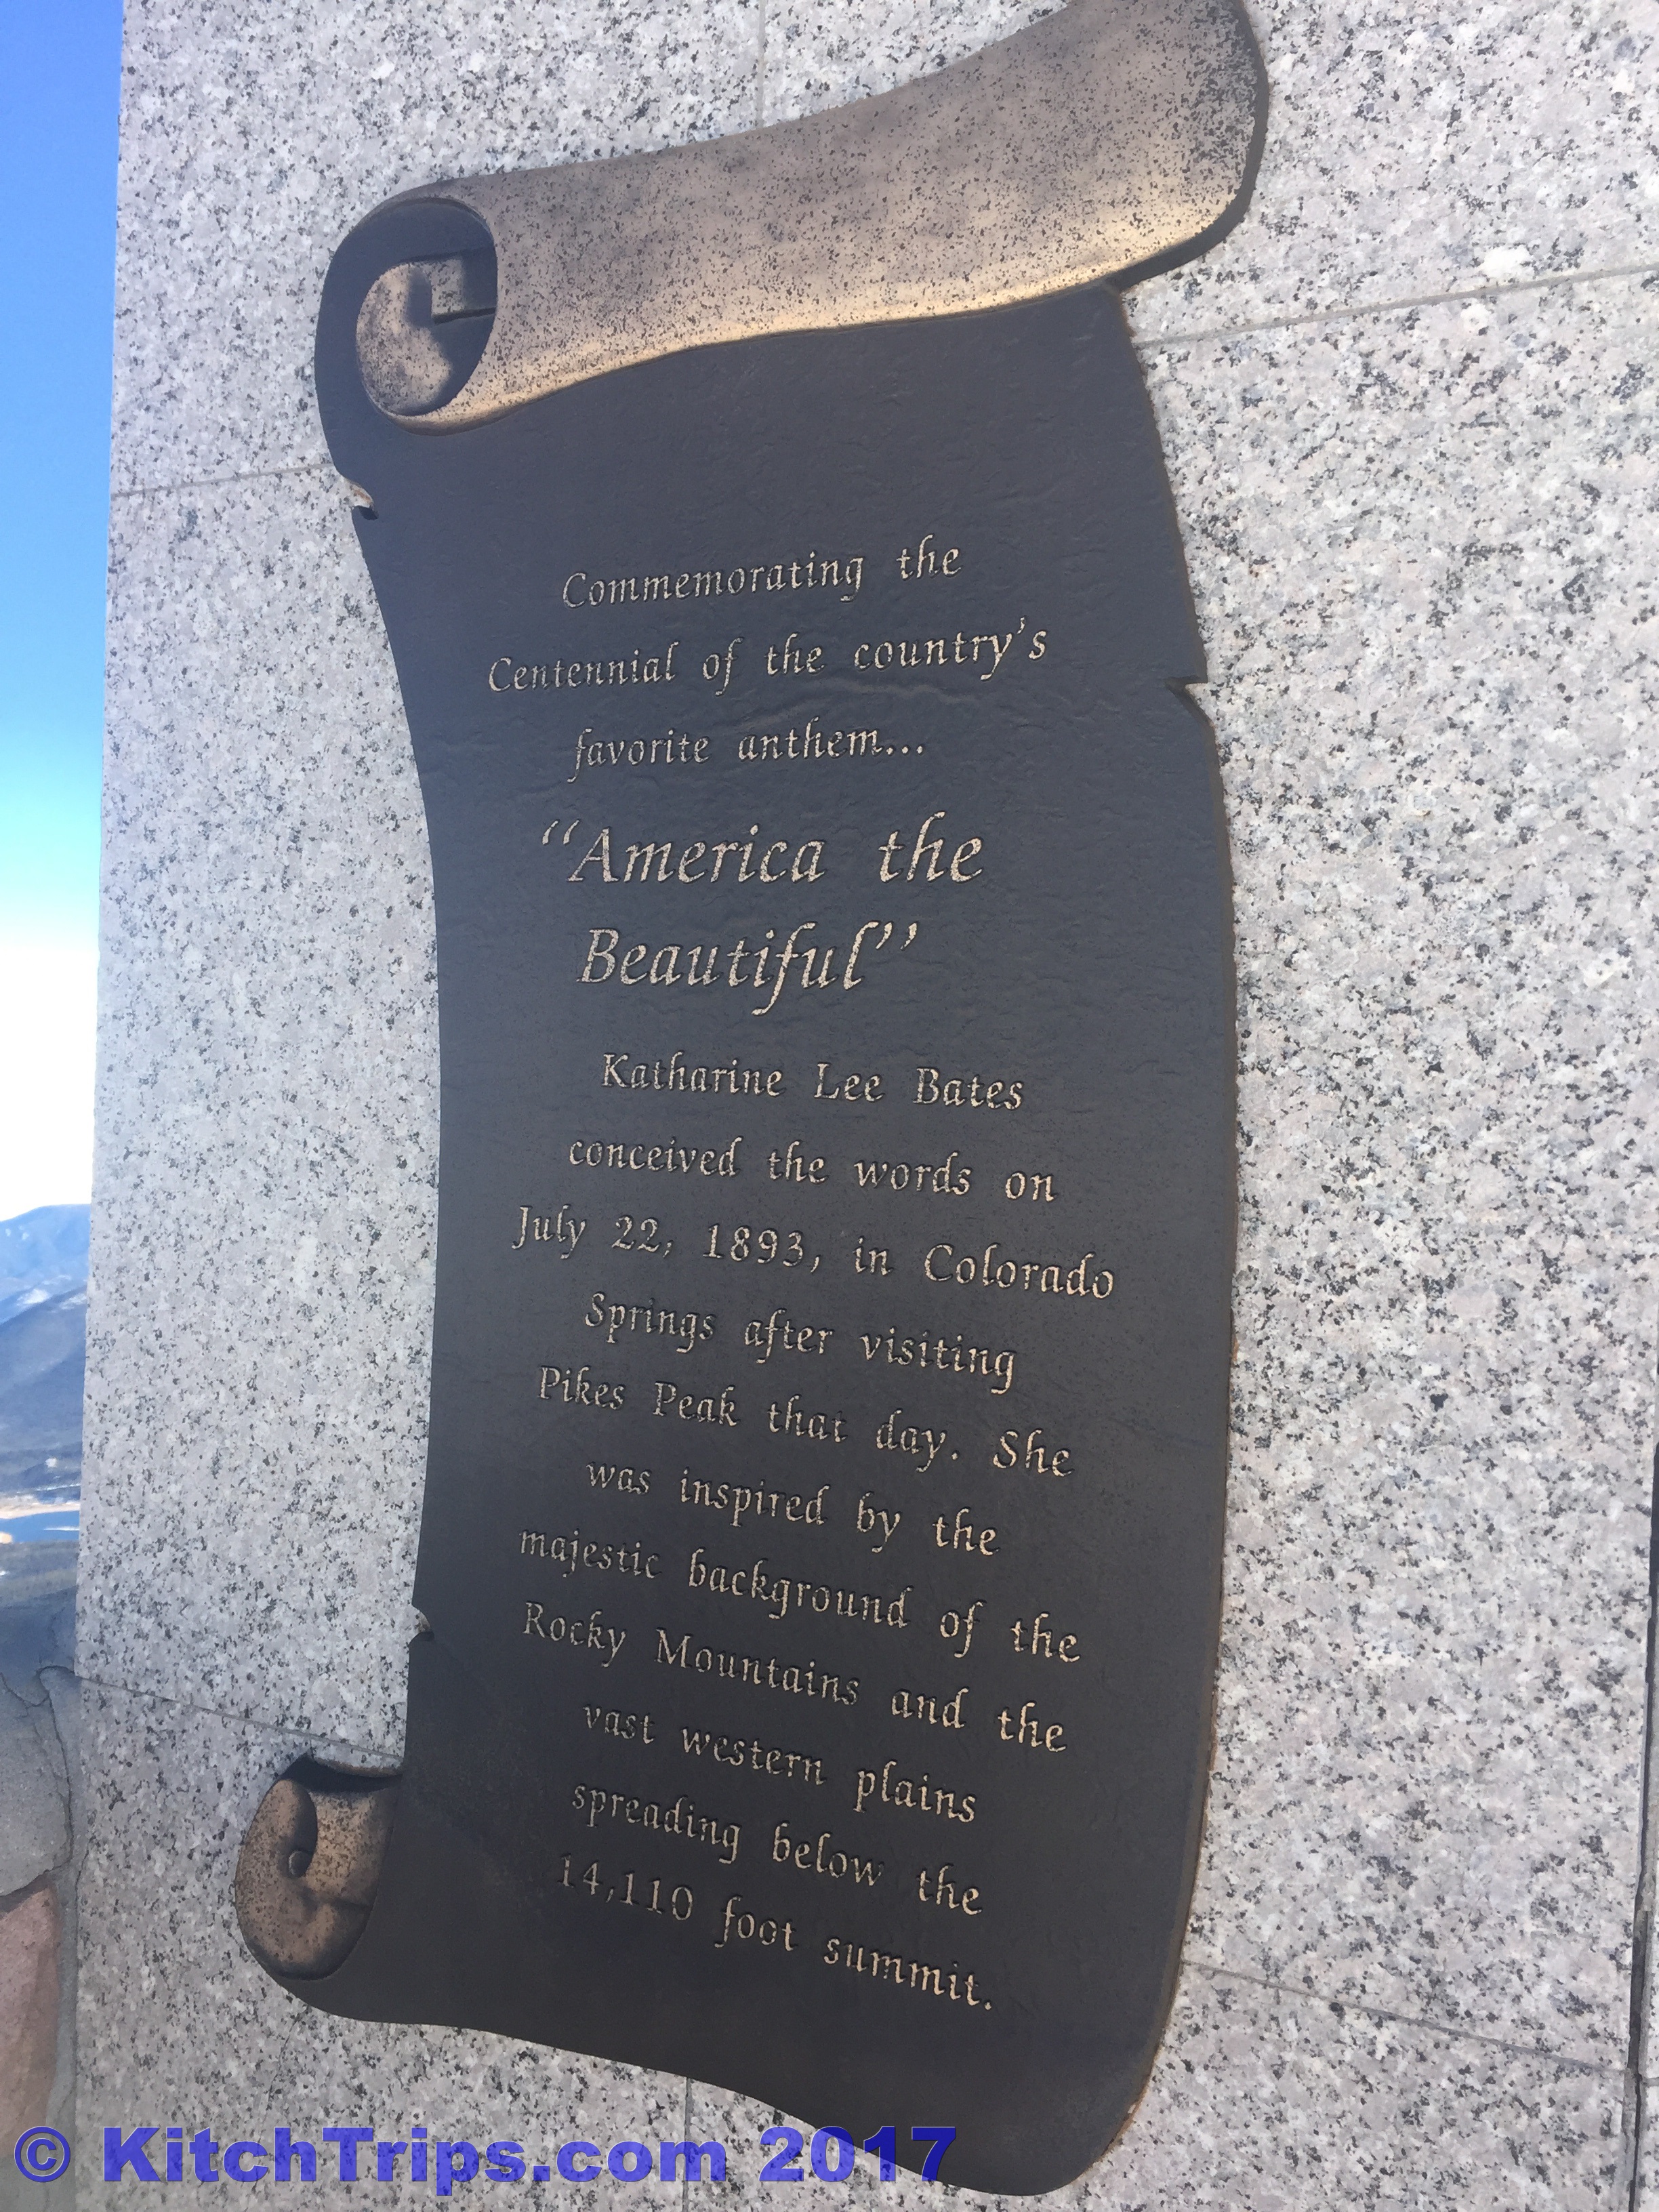 Commemorating the
Centennial of the country's
favorite anthem...
“America the
Beautiful”
Katharine Lee Bates
conceived the words on
July 22, 1893, in Colorado
Springs after visiting
Pikes Peak that day. She
was inspired by the
majestic background of the
Rocky Mountains and the
vast western plains
spreading below the
14,110 foot summit.
© KitchTrips.com 2017